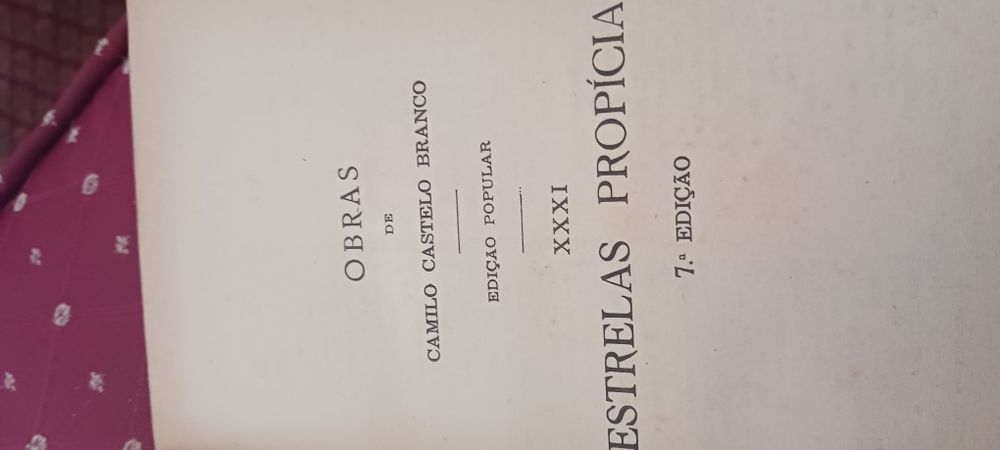 OBRAS
DE
CAMILO CASTELO BRANCO
EDIÇÃO POPULAR
XXXI
ESTRELAS PROPÍCIA
7.ª EDIÇÃO